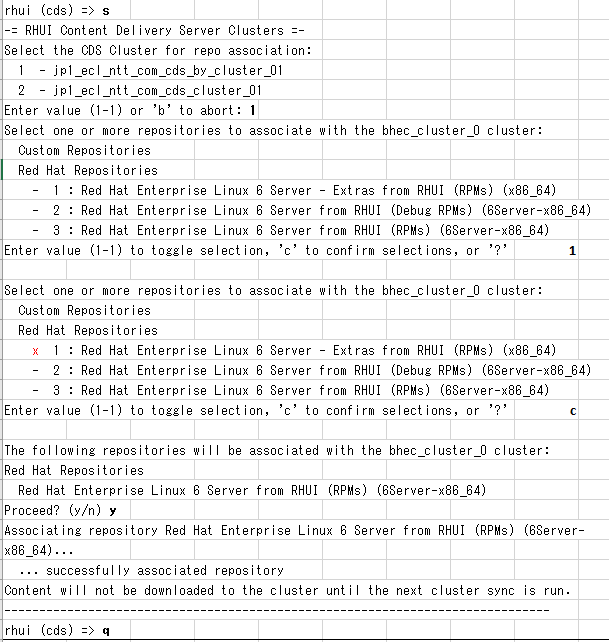 rhui (cds) => s
-= RHUI Content Delivery Server Clusters =-
Select the CDS Cluster for repo association:
1 - jp1_ecl_ntt_com_cds_by_cluster_01
2 - jp1_ecl_ntt_com_cds_cluster_01
Enter value (1-1) or 'b' to abort: 1
Select one or more repositories to associate with the bhec_cluster_0 cluster:
Custom Repositories
Red Hat Repositories
- 1 : Red Hat Enterprise Linux 6 Server - Extras from RHUI (RPMs) (x86_64)
- 2 : Red Hat Enterprise Linux 6 Server from RHUI (Debug RPMs) (6Server-x86_64)
- 3 : Red Hat Enterprise Linux 6 Server from RHUI (RPMs) (6Server-x86_64)
Enter value (1-1) to toggle selection, 'c' to confirm selections, or '?' 1
Select one or more repositories to associate with the bhec_cluster_0 cluster:
Custom Repositories
Red Hat Repositories
x 1 : Red Hat Enterprise Linux 6 Server - Extras from RHUI (RPMs) (x86_64)
- 2 : Red Hat Enterprise Linux 6 Server from RHUI (Debug RPMs) (6Server-x86_64)
- 3 : Red Hat Enterprise Linux 6 Server from RHUI (RPMs) (6Server-x86_64)
Enter value (1-1) to toggle selection, 'c' to confirm selections, or '?' c
The following repositories will be associated with the bhec_cluster_0 cluster:
Red Hat Repositories
Red Hat Enterprise Linux 6 Server from RHUI (RPMs) (6Server-x86_64)
Proceed? (y/n) y
Associating repository Red Hat Enterprise Linux 6 Server from RHUI (RPMs) (6Server-
x86_64)...
... successfully associated repository
Content will not be downloaded to the cluster until the next cluster sync is run.
------------------------------------------------------------------------------
rhui (cds) => q